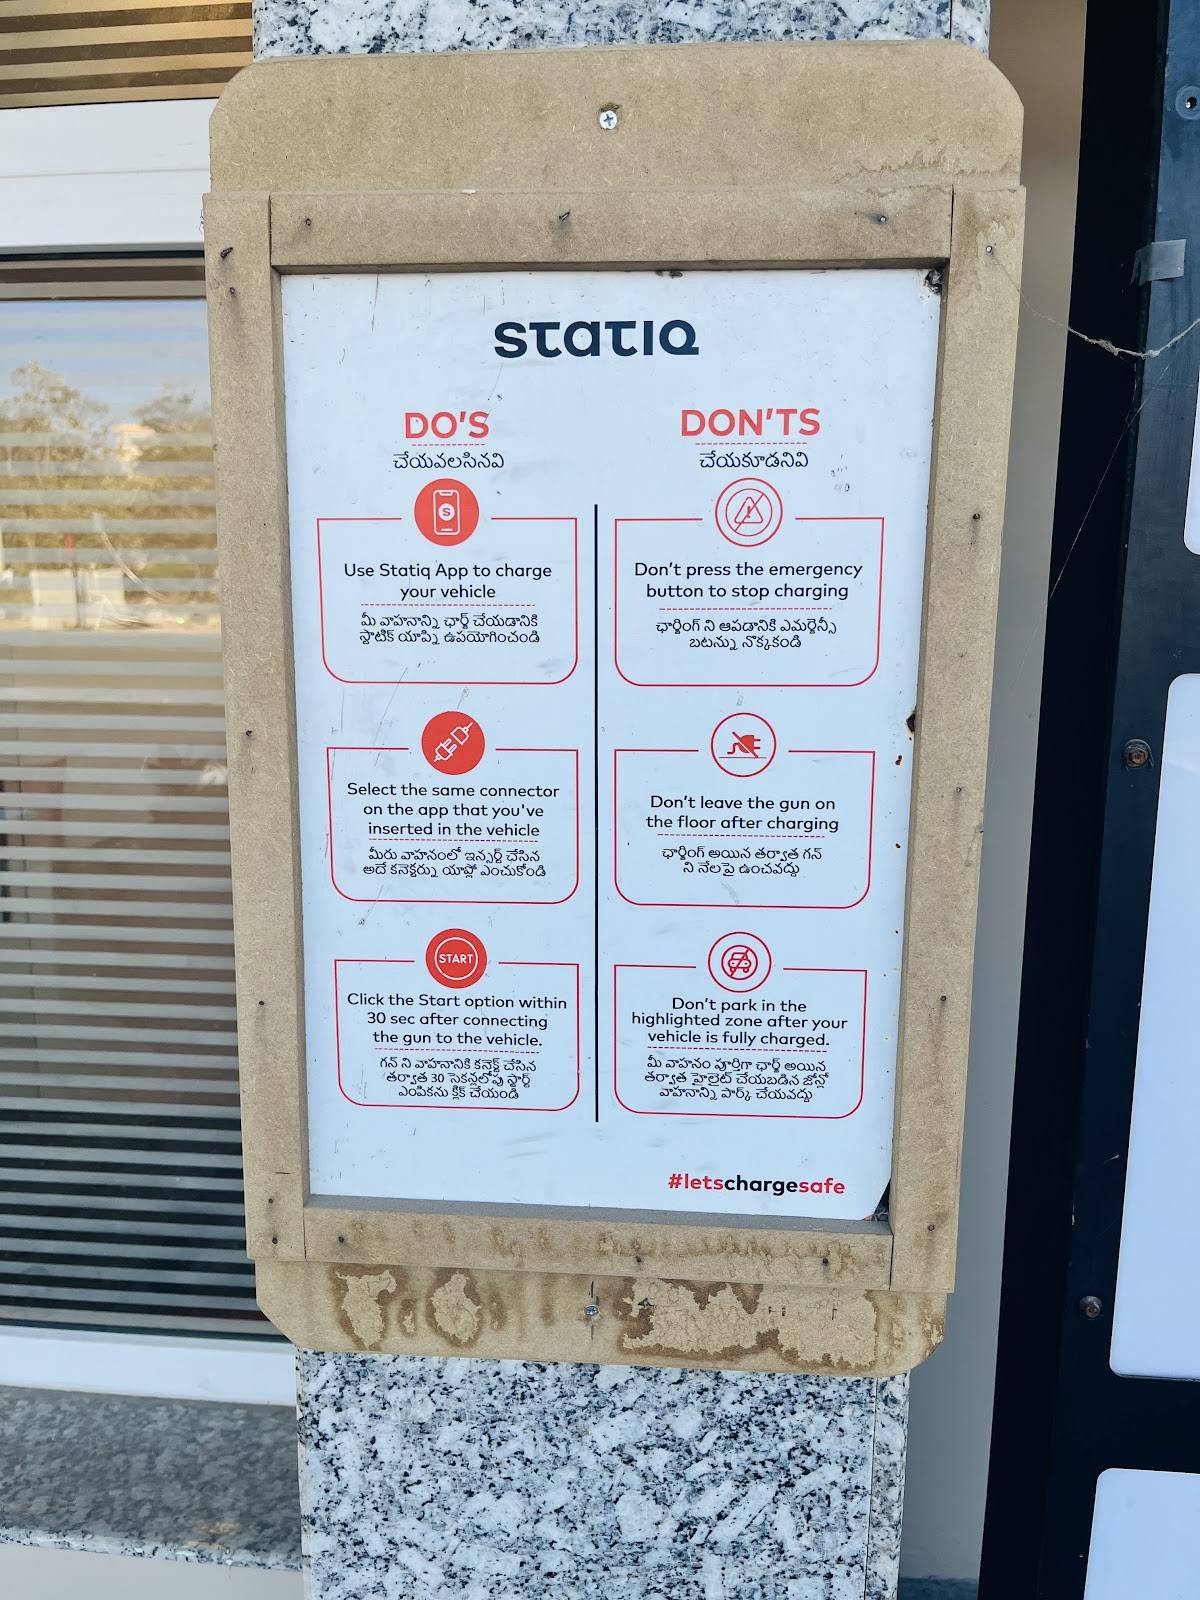 statiq
DO'S
చేయవలసినవి
S
Use Statiq App to charge
your vehicle
మీ వాహనాన్ని ఛార్జ్ చేయడానికి
స్టాటిక్ యాప్ని ఉపయోగించండి
Select the same connector
on the app that you've
inserted in the vehicle
మీరు వాహనంలో ఇన్సర్ట్ చేసిన
అదే కనెక్టర్ను యాప్లో ఎంచుకోండి
START
Click the Start option within
30 sec after connecting
the gun to the vehicle.
గన్ ని వాహనానికి కనెక్ట్ చేసిన
తర్వాత 30 సెకన్లలోపు స్టార్ట్
ఎంపికను క్లిక్ చేయండి
DON'TS
చేయకూడనివి
Don't press the emergency
button to stop charging
ఛార్జింగ్ ని ఆపడానికి ఎమర్జెన్సీ
బటన్ను నొక్కకండి
Don't leave the gun on
the floor after charging
ఛార్జింగ్ అయిన తర్వాత గన్
ని నేలపై ఉంచవద్దు
Don't park in the
highlighted zone after your
vehicle is fully charged.
మీ వాహనం పూర్తిగా ఛార్జ్ అయిన
తర్వాత హైలైట్ చేయబడిన జోన్లో
వాహనాన్ని పార్క్ చేయవద్దు
#letschargesafe